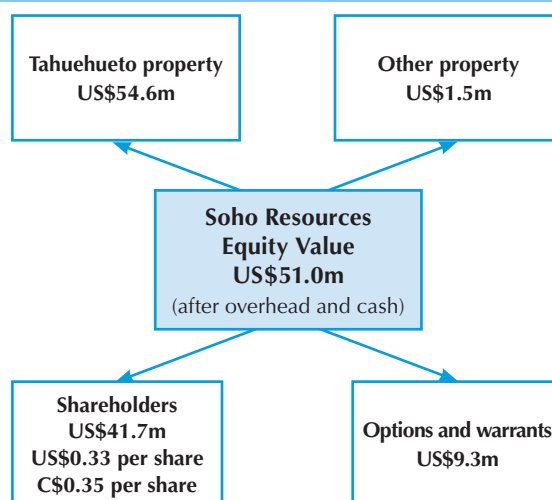 Tahuehueto property
US$54.6m
Other property
US$1.5m
Soho Resources
Equity Value
US$51.0m
(after overhead and cash)
Shareholders
US$41.7m
US$0.33 per share
C$0.35 per share
Options and warrants
US$9.3m